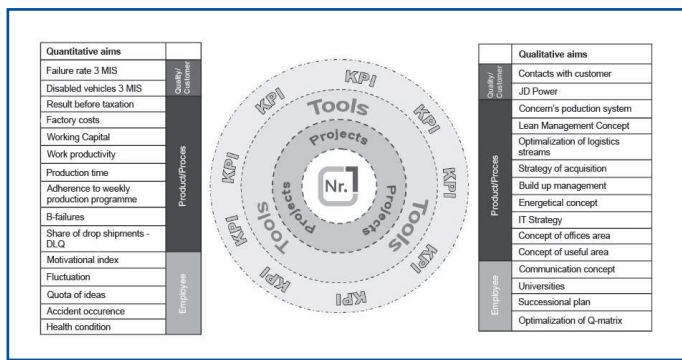 Quantitative aims
Failure rate 3 MIS
Disabled vehicles 3 MIS
Result before taxation
Factory costs
Working Capital
Work productivity
Production time
Adherence to weekly
production programme
B-failures
Share of drop shipments -
DLQ
Motivational index
Fluctuation
Quota of ideas
Accident occurence
Health condition
Quality/
Customer
Product/Proces
Employee
KPI
KPI
KPI
KPI
KPI
KPI
KPI
KPI
KPI
KPI
Tools
Tools
Tools
Projects
Projects
Projects
Nr.1
Qualitative aims
Contacts with customer
JD Power
Concern's poduction system
Lean Management Concept
Optimalization of logistics
streams
Strategy of acquisition
Build up management
Energetical concept
IT Strategy
Concept of offices area
Concept of useful area
Communication concept
Universities
Successional plan
Optimalization of Q-matrix
Quality/
Customer
Product/Proces
Employee